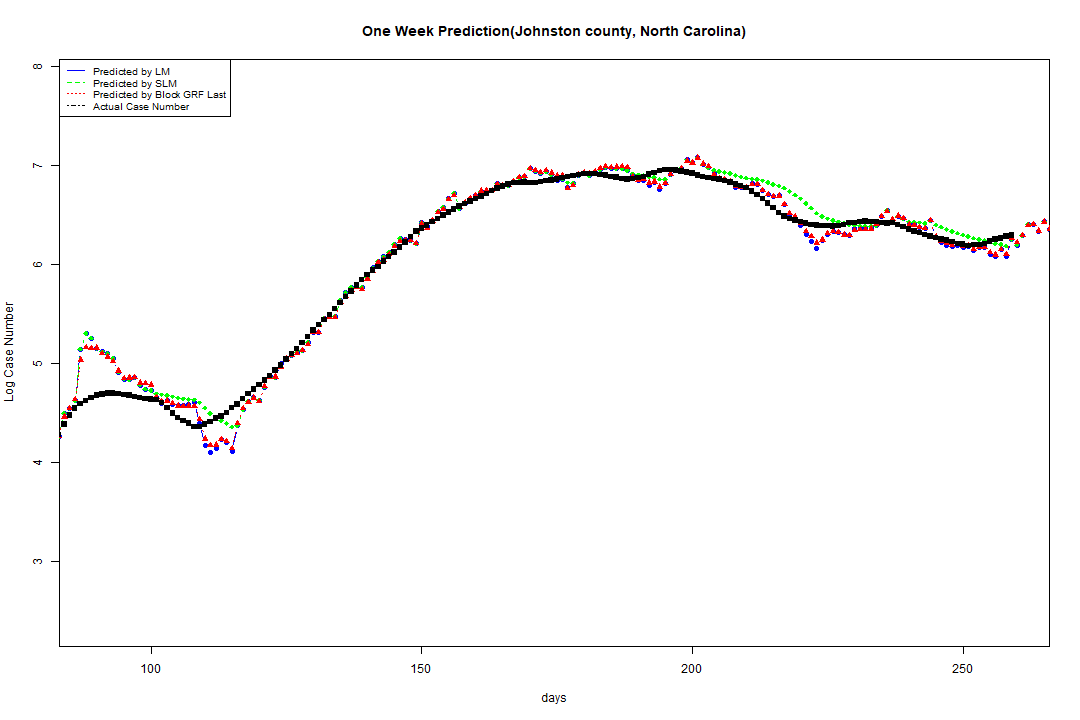 One Week Prediction(Johnston county, North Carolina)
Predicted by LM
Predicted by SLM
Predicted by Block GRF Last
Actual Case Number
8
7
6
5
4
3
Log Case Number
100 150 200 250
days